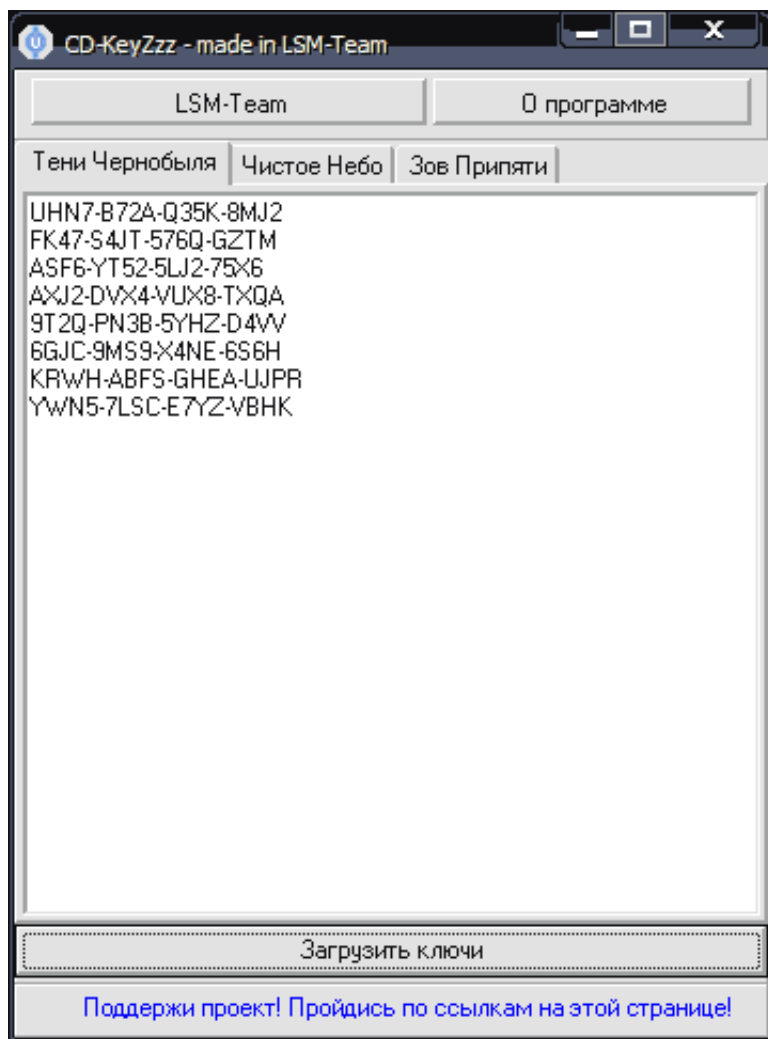 CD-KeyZzz - made in LSM-Team
LSM-Team
О программе
Тени Чернобыля
Чистое Небо
Зов Припяти
UHN7-B72A-Q35K-8MJ2
FK47-S4JT-576Q-GZTM
ASF6-YT52-5LJ2-75X6
AXJ2-DVX4-VUX8-TXQA
9T2Q-PN3B-5YHZ-D4VV
6GJC-9MS9-X4NE-6S6H
KRWH-ABFS-GHEA-UJPR
YWN5-7LSC-E7YZ-VBHK
Загрузить ключи
Поддержи проект! Пройдись по ссылкам на этой странице!